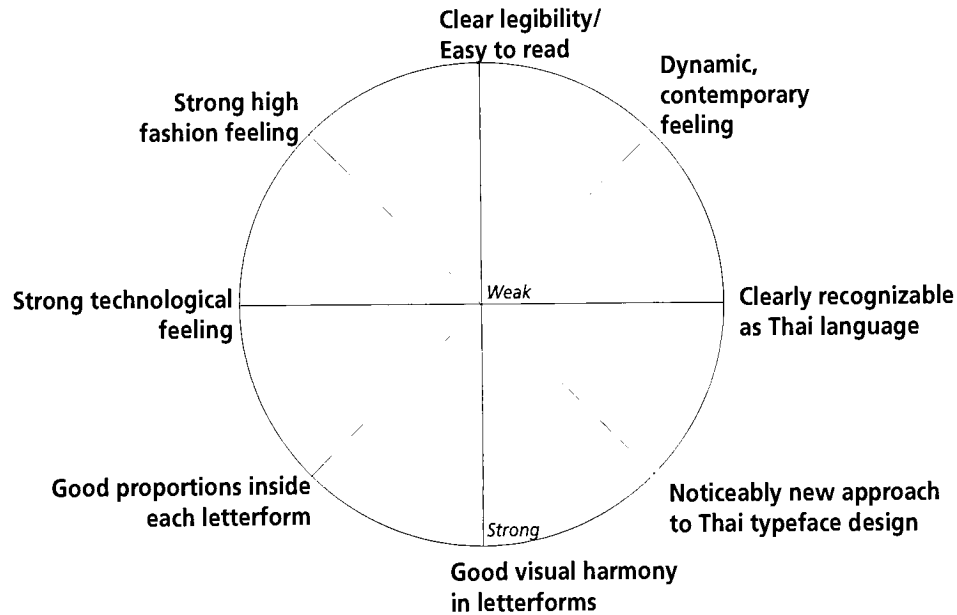 Clear legibility/
Easy to read
Dynamic,
contemporary
feeling
Strong high
fashion feeling
Weak
Strong technological
feeling
Clearly recognizable
as Thai language
Good proportions inside
each letterform
Noticeably new approach
to Thai typeface design
Strong
Good visual harmony
in letterforms